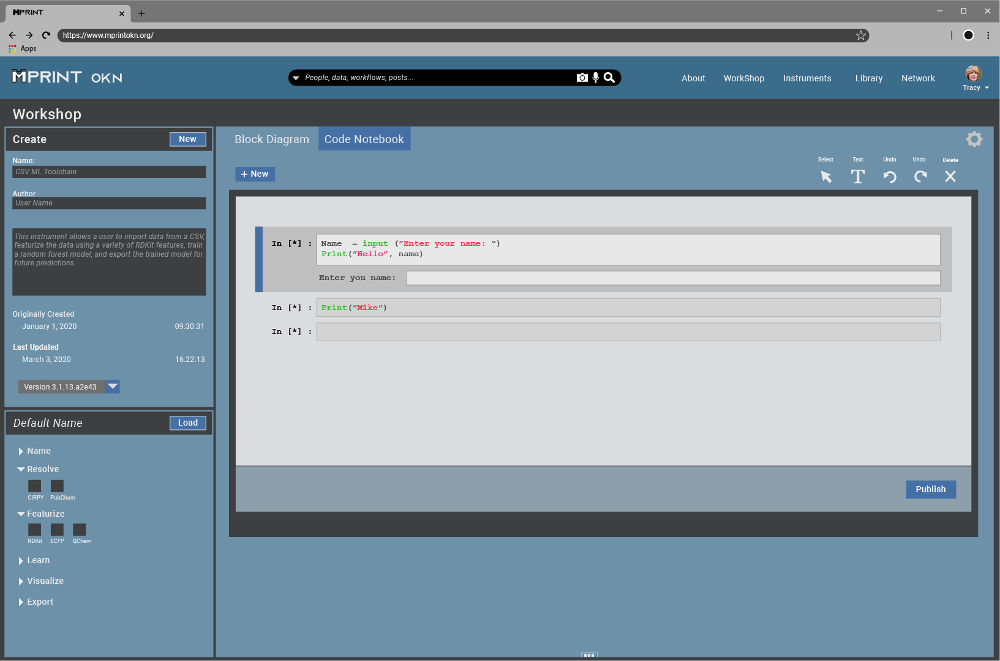 MPRINT
https://www.mprintokn.org/
Apps
MPRINT OKN
People, data, workflows, posts...
About WorkShop Instruments Library Network
Tracy
Workshop
Create New
Name:
CSV ML Toolchain
Author
User Name
This instrument allows a user to import data from a CSV,
featurize the data using a variety of RDKit features, train
a random forest model, and export the trained model for
future predictions.
Originally Created
January 1, 2020 09:30:31
Last Updated
March 3, 2020 16:22:13
Version 3.1.13.a2e43
Default Name Load
Name
Resolve
CIRPY PubChem
Featurize
RDKit ECFP QChem
Learn
Visualize
Export
Block Diagram Code Notebook
+ New
Select Text Undo Undo Delete
In [*] : Name  = input (”Enter your name: “)
Print(”Hello”, name)
Enter you name:
In [*] : Print(”Mike”)
In [*] :
Publish